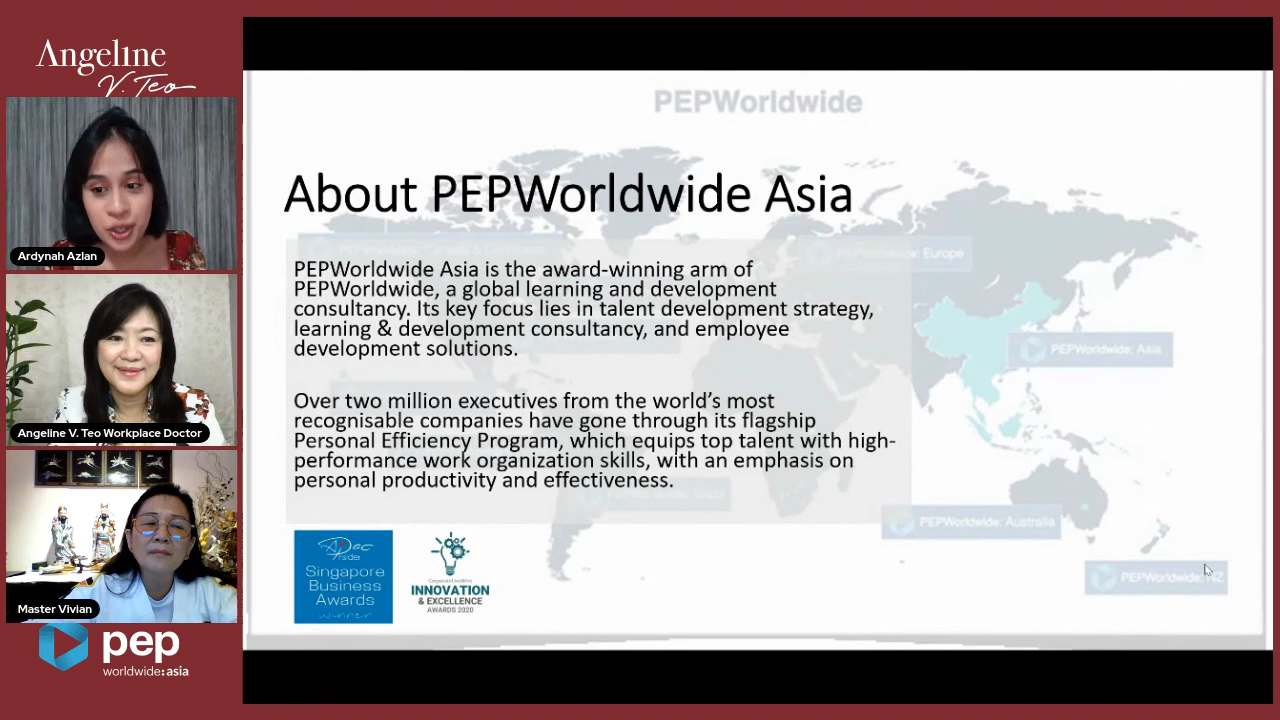 Angeline
V. Teo
Ardynah Azlan
Angeline V. Teo Workplace Doctor
Master Vivian
pep
worldwide:asia
PEPWorldwide
About PEPWorldwide Asia
PEPWorldwide Asia is the award-winning arm of
PEPWorldwide, a global learning and development
consultancy. Its key focus lies in talent development strategy,
learning & development consultancy, and employee
development solutions.
Over two million executives from the world's most
recognisable companies have gone through its flagship
Personal Efficiency Program, which equips top talent with high-
performance work organization skills, with an emphasis on
personal productivity and effectiveness.
PEPWorldwide: Europe
PEPWorldwide: Asia
PEPWorldwide: Australia
PEPWorldwide: NZ
APAC
Insider
Singapore
Business
Awards
winner
INNOVATION
& EXCELLENCE
AWARDS 2020